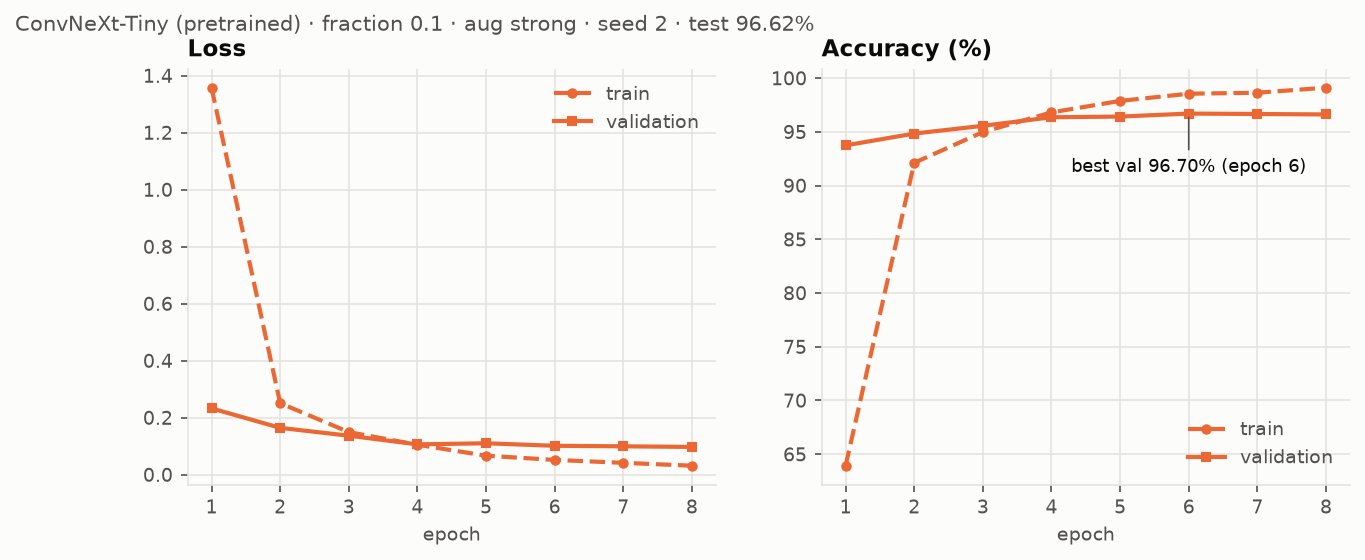 ConvNeXt-Tiny (pretrained) · fraction 0.1 · aug strong · seed 2 · test 96.62%
Loss
1.4
1.2
1.0
0.8
0.6
0.4
0.2
0.0
train
validation
1 2 3 4 5 6 7 8
epoch
Accuracy (%)
100
95
90
85
80
75
70
65
best val 96.70% (epoch 6)
train
validation
1 2 3 4 5 6 7 8
epoch